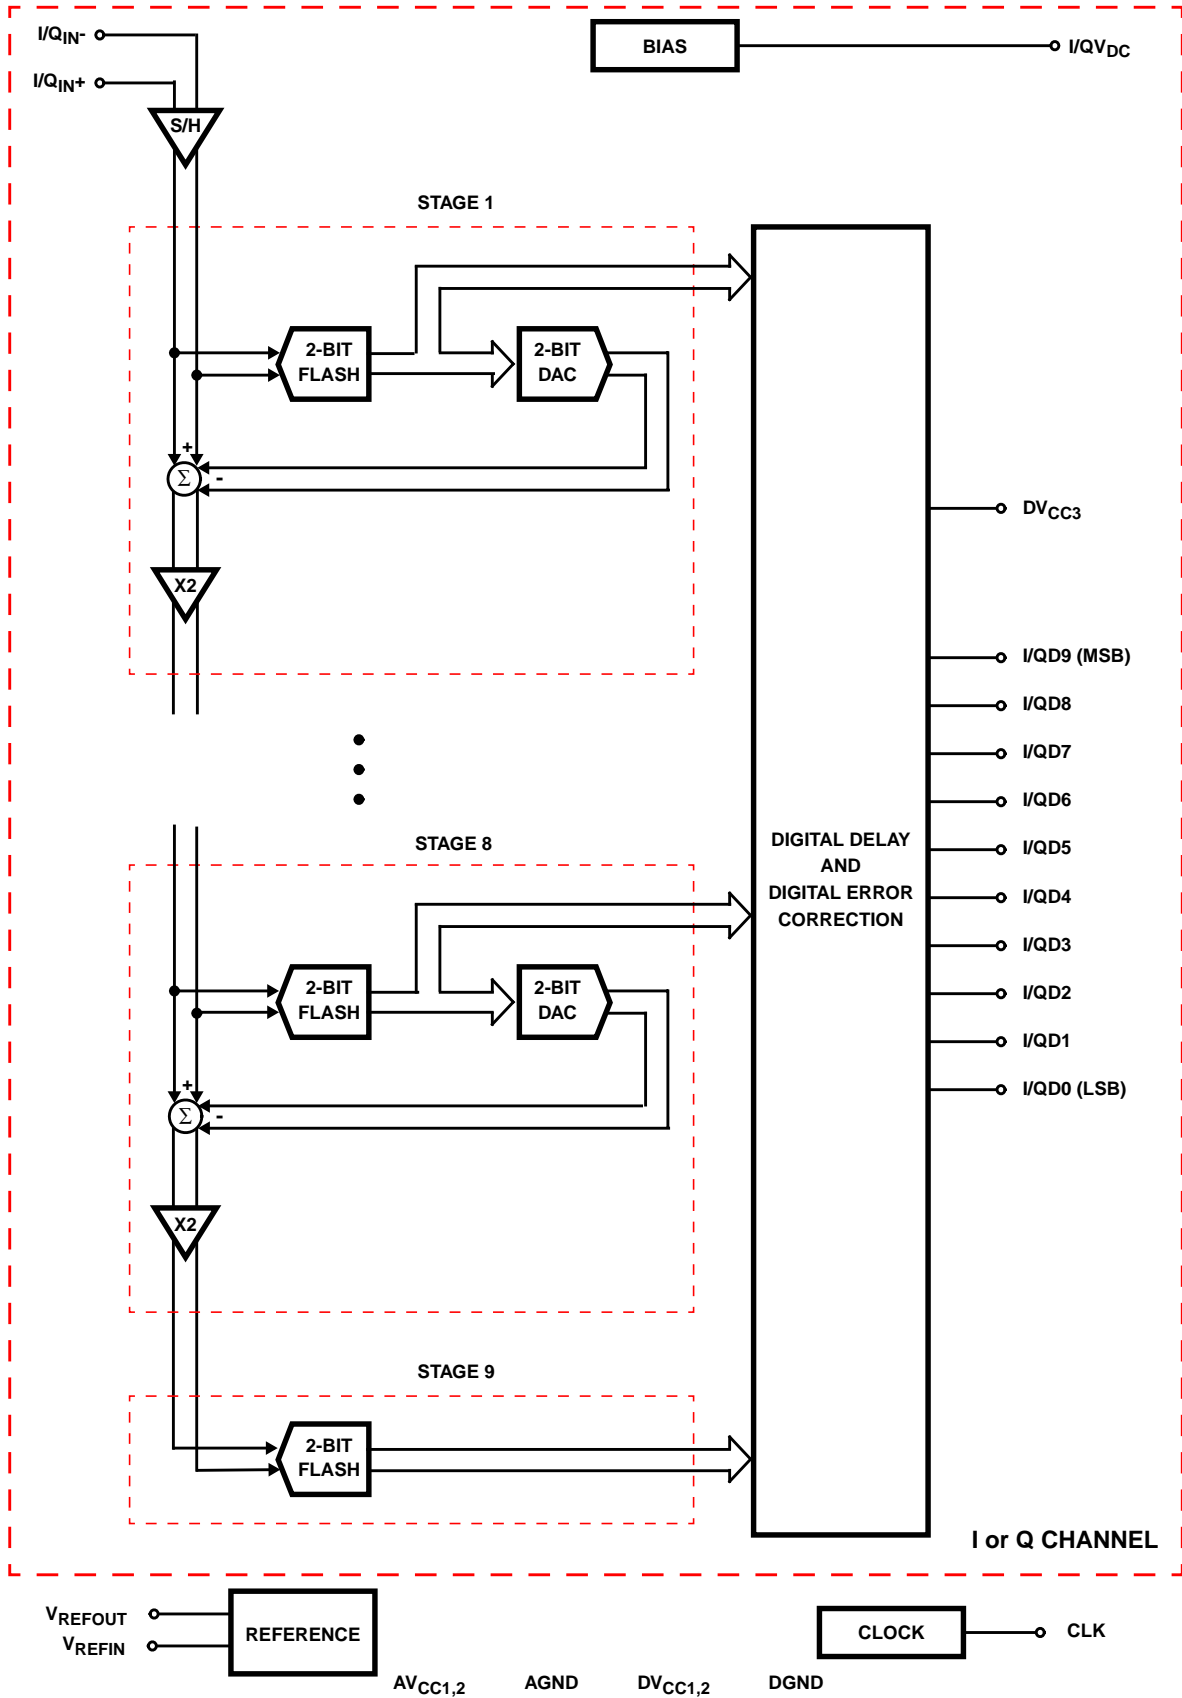 I/QIN-
I/QIN+
BIAS
I/QVDC
S/H
STAGE 1
2-BIT
FLASH
2-BIT
DAC
+
Σ
-
X2
DVCC3
I/QD9 (MSB)
I/QD8
I/QD7
I/QD6
I/QD5
I/QD4
I/QD3
I/QD2
I/QD1
I/QD0 (LSB)
DIGITAL DELAY
AND
DIGITAL ERROR
CORRECTION
STAGE 8
2-BIT
FLASH
2-BIT
DAC
+
Σ
-
X2
STAGE 9
2-BIT
FLASH
I or Q CHANNEL
VREFOUT
VREFIN
REFERENCE
CLOCK
CLK
AVCC1,2
AGND
DVCC1,2
DGND